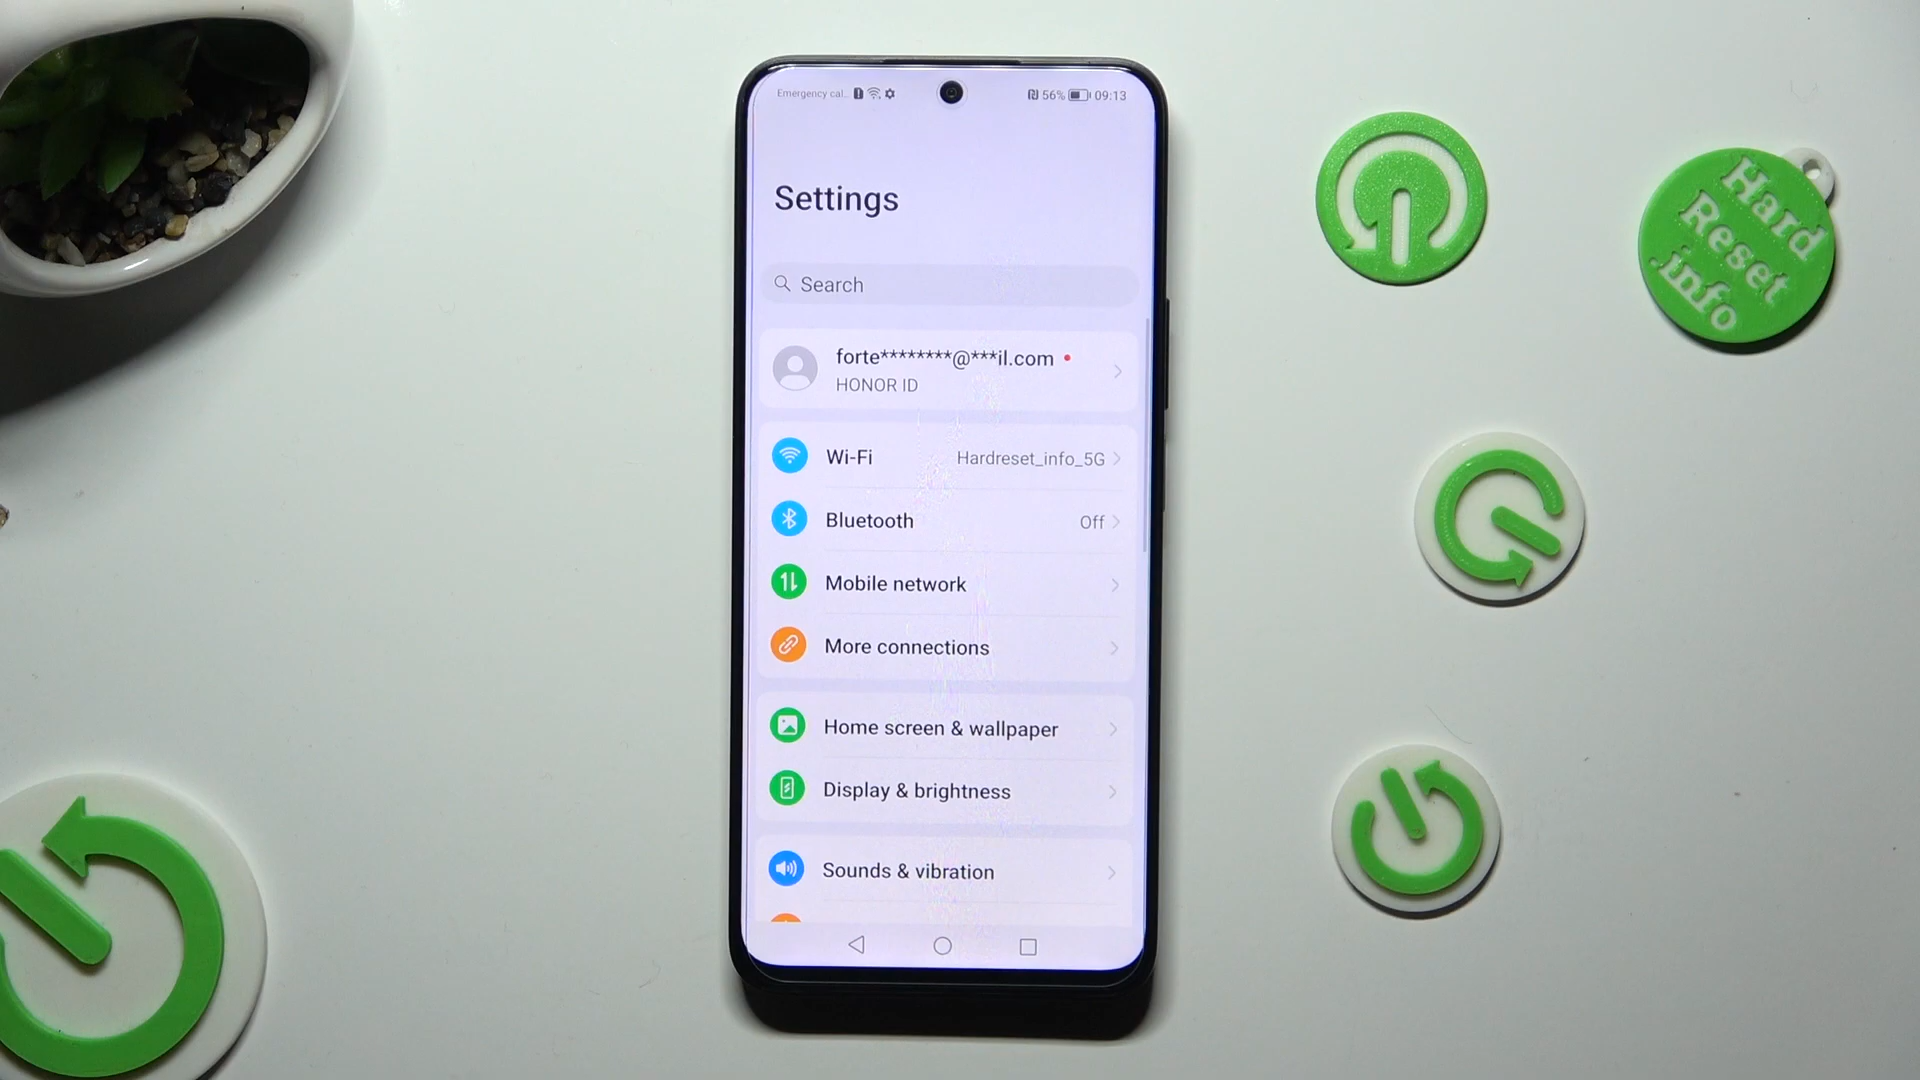 Emergency cal...
56% 09:13
Settings
Search
forte********@***il.com
HONOR ID
Wi-Fi
Hardreset_info_5G
Bluetooth
Off
Mobile network
More connections
Home screen & wallpaper
Display & brightness
Sounds & vibration
Hard
Reset
.info